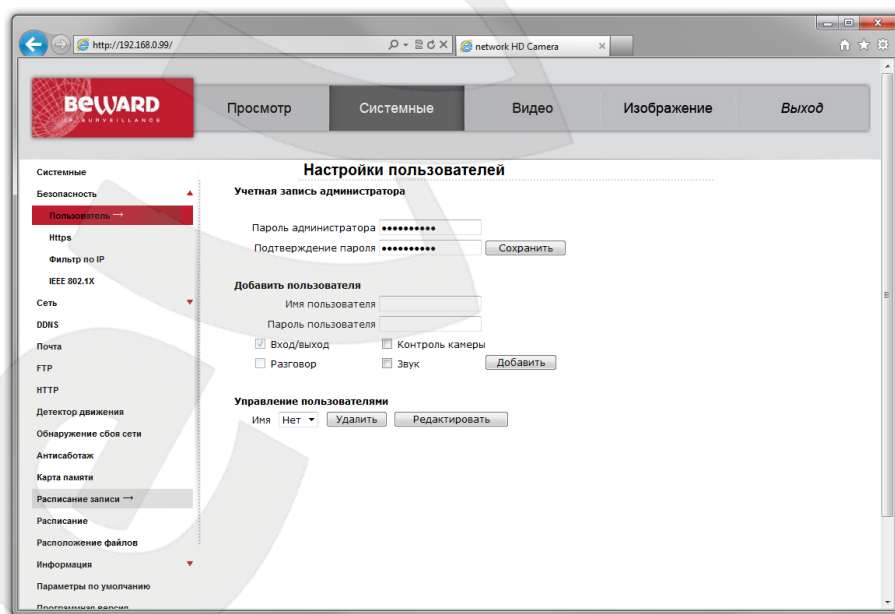 http://192.168.0.99/
network HD Camera
BEWARD
IP SURVEILLANCE
Просмотр
Системные
Видео
Изображение
Выход
Системные
Безопасность
Пользователь →
Https
Фильтр по IP
IEEE 802.1X
Сеть
DDNS
Почта
FTP
HTTP
Детектор движения
Обнаружение сбоя сети
Антисаботаж
Карта памяти
Расписание записи →
Расписание
Расположение файлов
Информация
Параметры по умолчанию
Программная версия
Настройки пользователей
Учетная запись администратора
Пароль администратора ••••••••••
Подтверждение пароля •••••••••• Сохранить
Добавить пользователя
Имя пользователя
Пароль пользователя
Вход/выход Контроль камеры
Разговор Звук Добавить
Управление пользователями
Имя Нет Удалить Редактировать